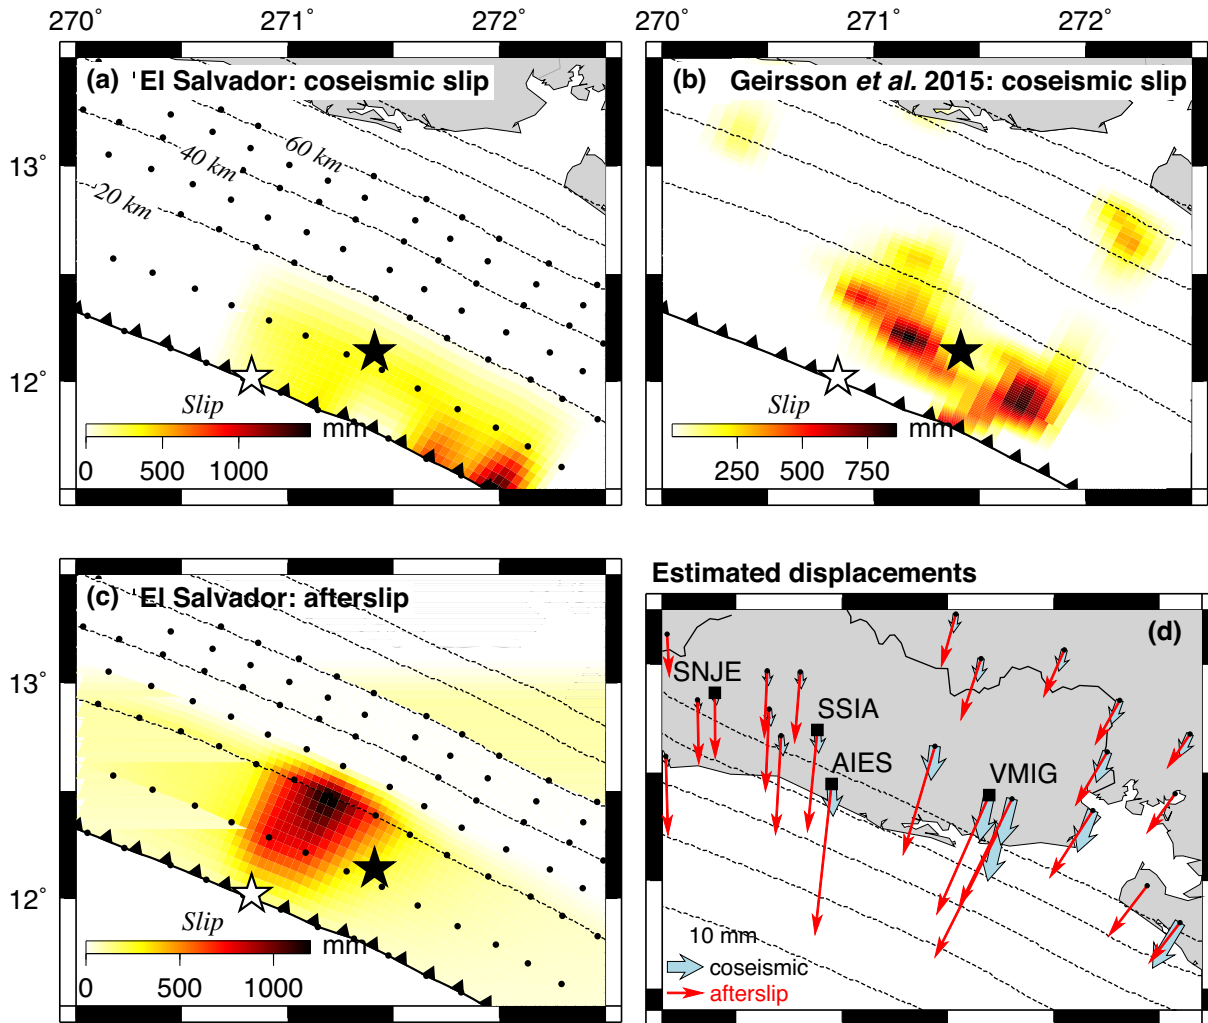 270° 271° 272°
270 271° 272°
(a) 'El Salvador: coseismic slip
(b) Geirsson et al. 2015: coseismic slip
13°
12°
60 km
40 km
20 km
Slip
mm
0 500 1000
Slip
mm
250 500 750
(c) 'El Salvador: afterslip
13°
12°
Slip
mm
0 500 1000
Estimated displacements
(d)
SNJE
SSIA
AIES
VMIG
10 mm
coseismic
afterslip